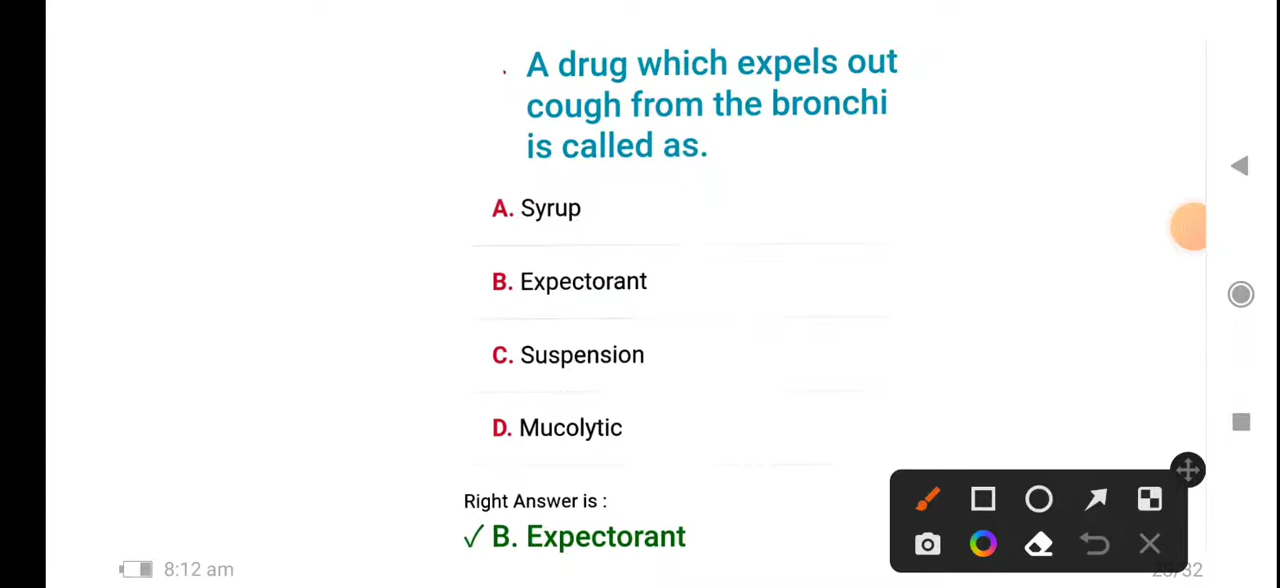 A drug which expels out
cough from the bronchi
is called as.
A. Syrup
B. Expectorant
C. Suspension
D. Mucolytic
Right Answer is :
✓ B. Expectorant
8:12 am